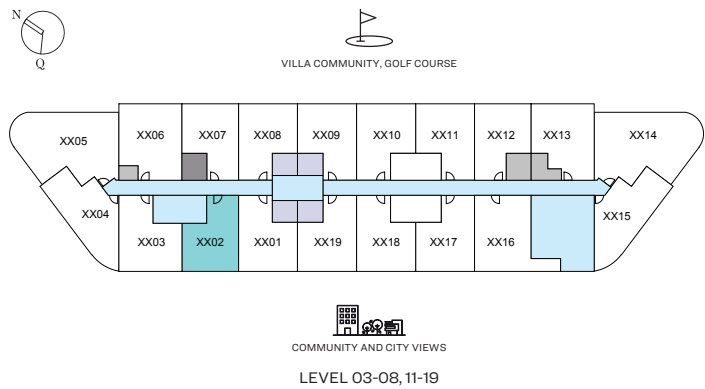 N
Q
VILLA COMMUNITY, GOLF COURSE
XX05 XX06 XX07 XX08 XX09 XX10 XX11 XX12 XX13 XX14
XX04 XX03 XX02 XX01 XX19 XX18 XX17 XX16 XX15
COMMUNITY AND CITY VIEWS
LEVEL 03-08, 11-19